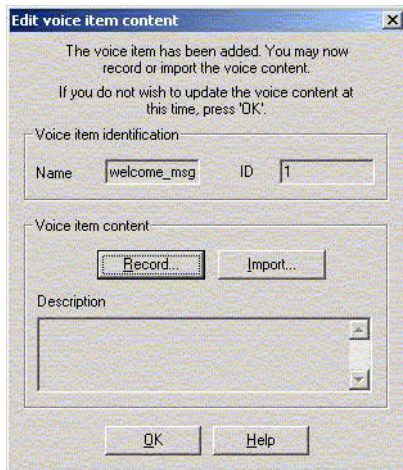 Edit voice item content
The voice item has been added. You may now
record or import the voice content.
If you do not wish to update the voice content at
this time, press 'OK'.
Voice item identification
Name welcome_msg ID 1
Voice item content
Record... Import...
Description
OK Help